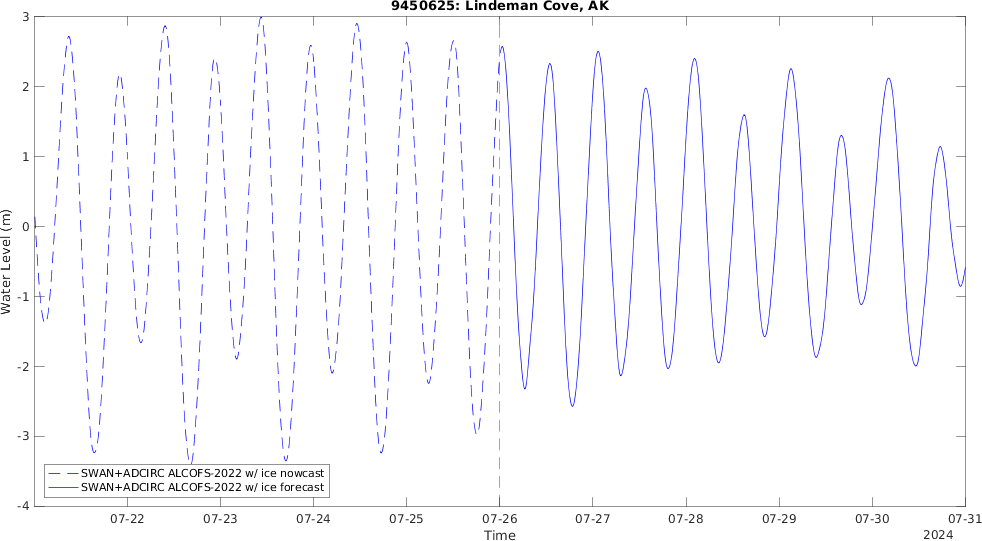 9450625: Lindeman Cove, AK
3
2
1
0
-1
-2
-3
-4
Water Level (m)
SWAN+ADCIRC ALCOFS-2022 w/ ice nowcast
SWAN+ADCIRC ALCOFS-2022 w/ ice forecast
07-22 07-23 07-24 07-25 07-26 07-27 07-28 07-29 07-30 07-31
Time
2024